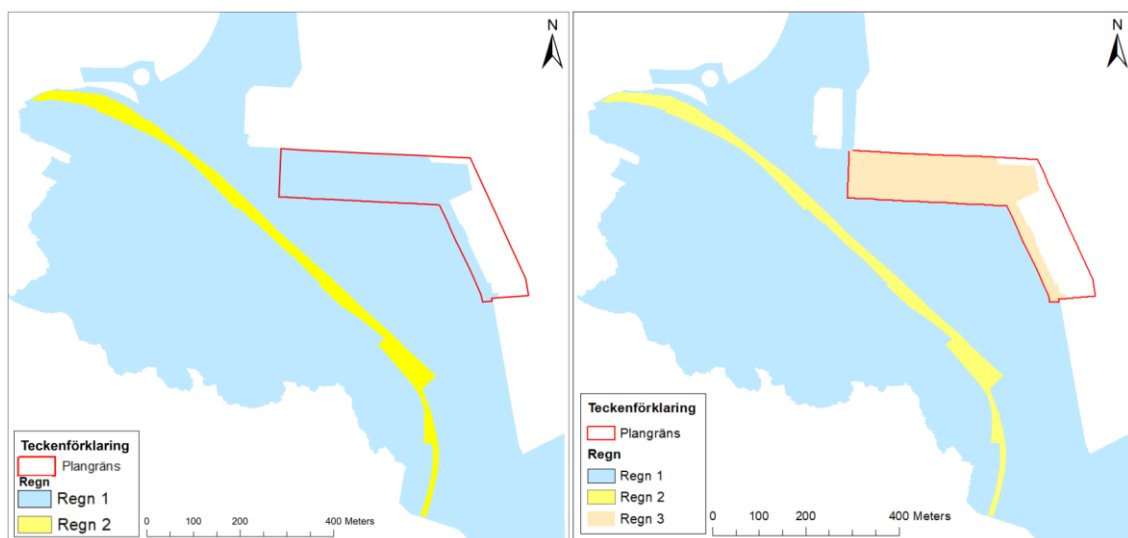 N
Teckenförklaring
Plangräns
Regn
Regn 1
Regn 2
0 100 200 400 Meters
N
Teckenförklaring
Plangräns
Regn
Regn 1
Regn 2
Regn 3
0 100 200 400 Meters